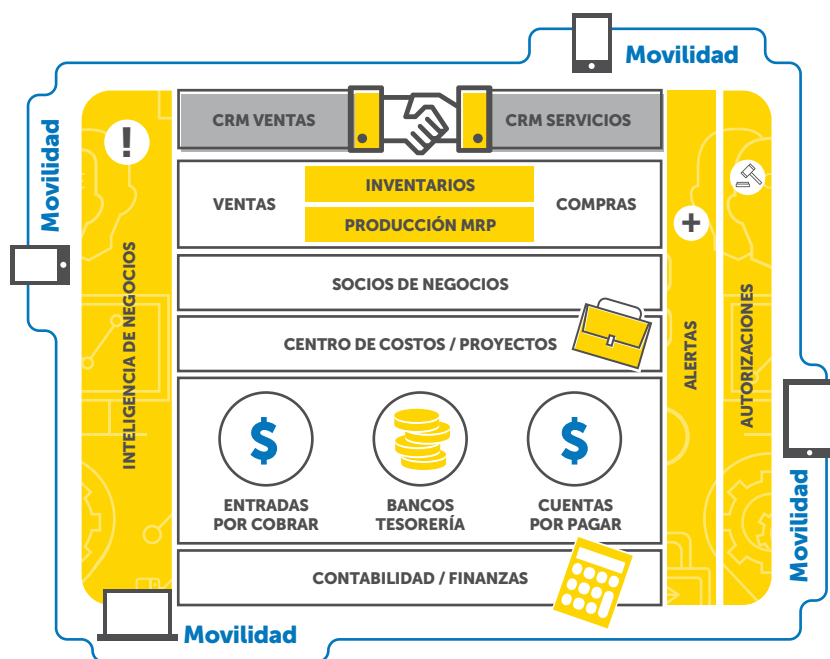 Movilidad
Movilidad
CRM VENTAS
CRM SERVICIOS
!
VENTAS
INVENTARIOS
PRODUCCIÓN MRP
COMPRAS
+
SOCIOS DE NEGOCIOS
CENTRO DE COSTOS / PROYECTOS
INTELIGENCIA DE NEGOCIOS
ALERTAS
AUTORIZACIONES
$
$
ENTRADAS
POR COBRAR
BANCOS
TESORERÍA
CUENTAS
POR PAGAR
CONTABILIDAD / FINANZAS
Movilidad
Movilidad